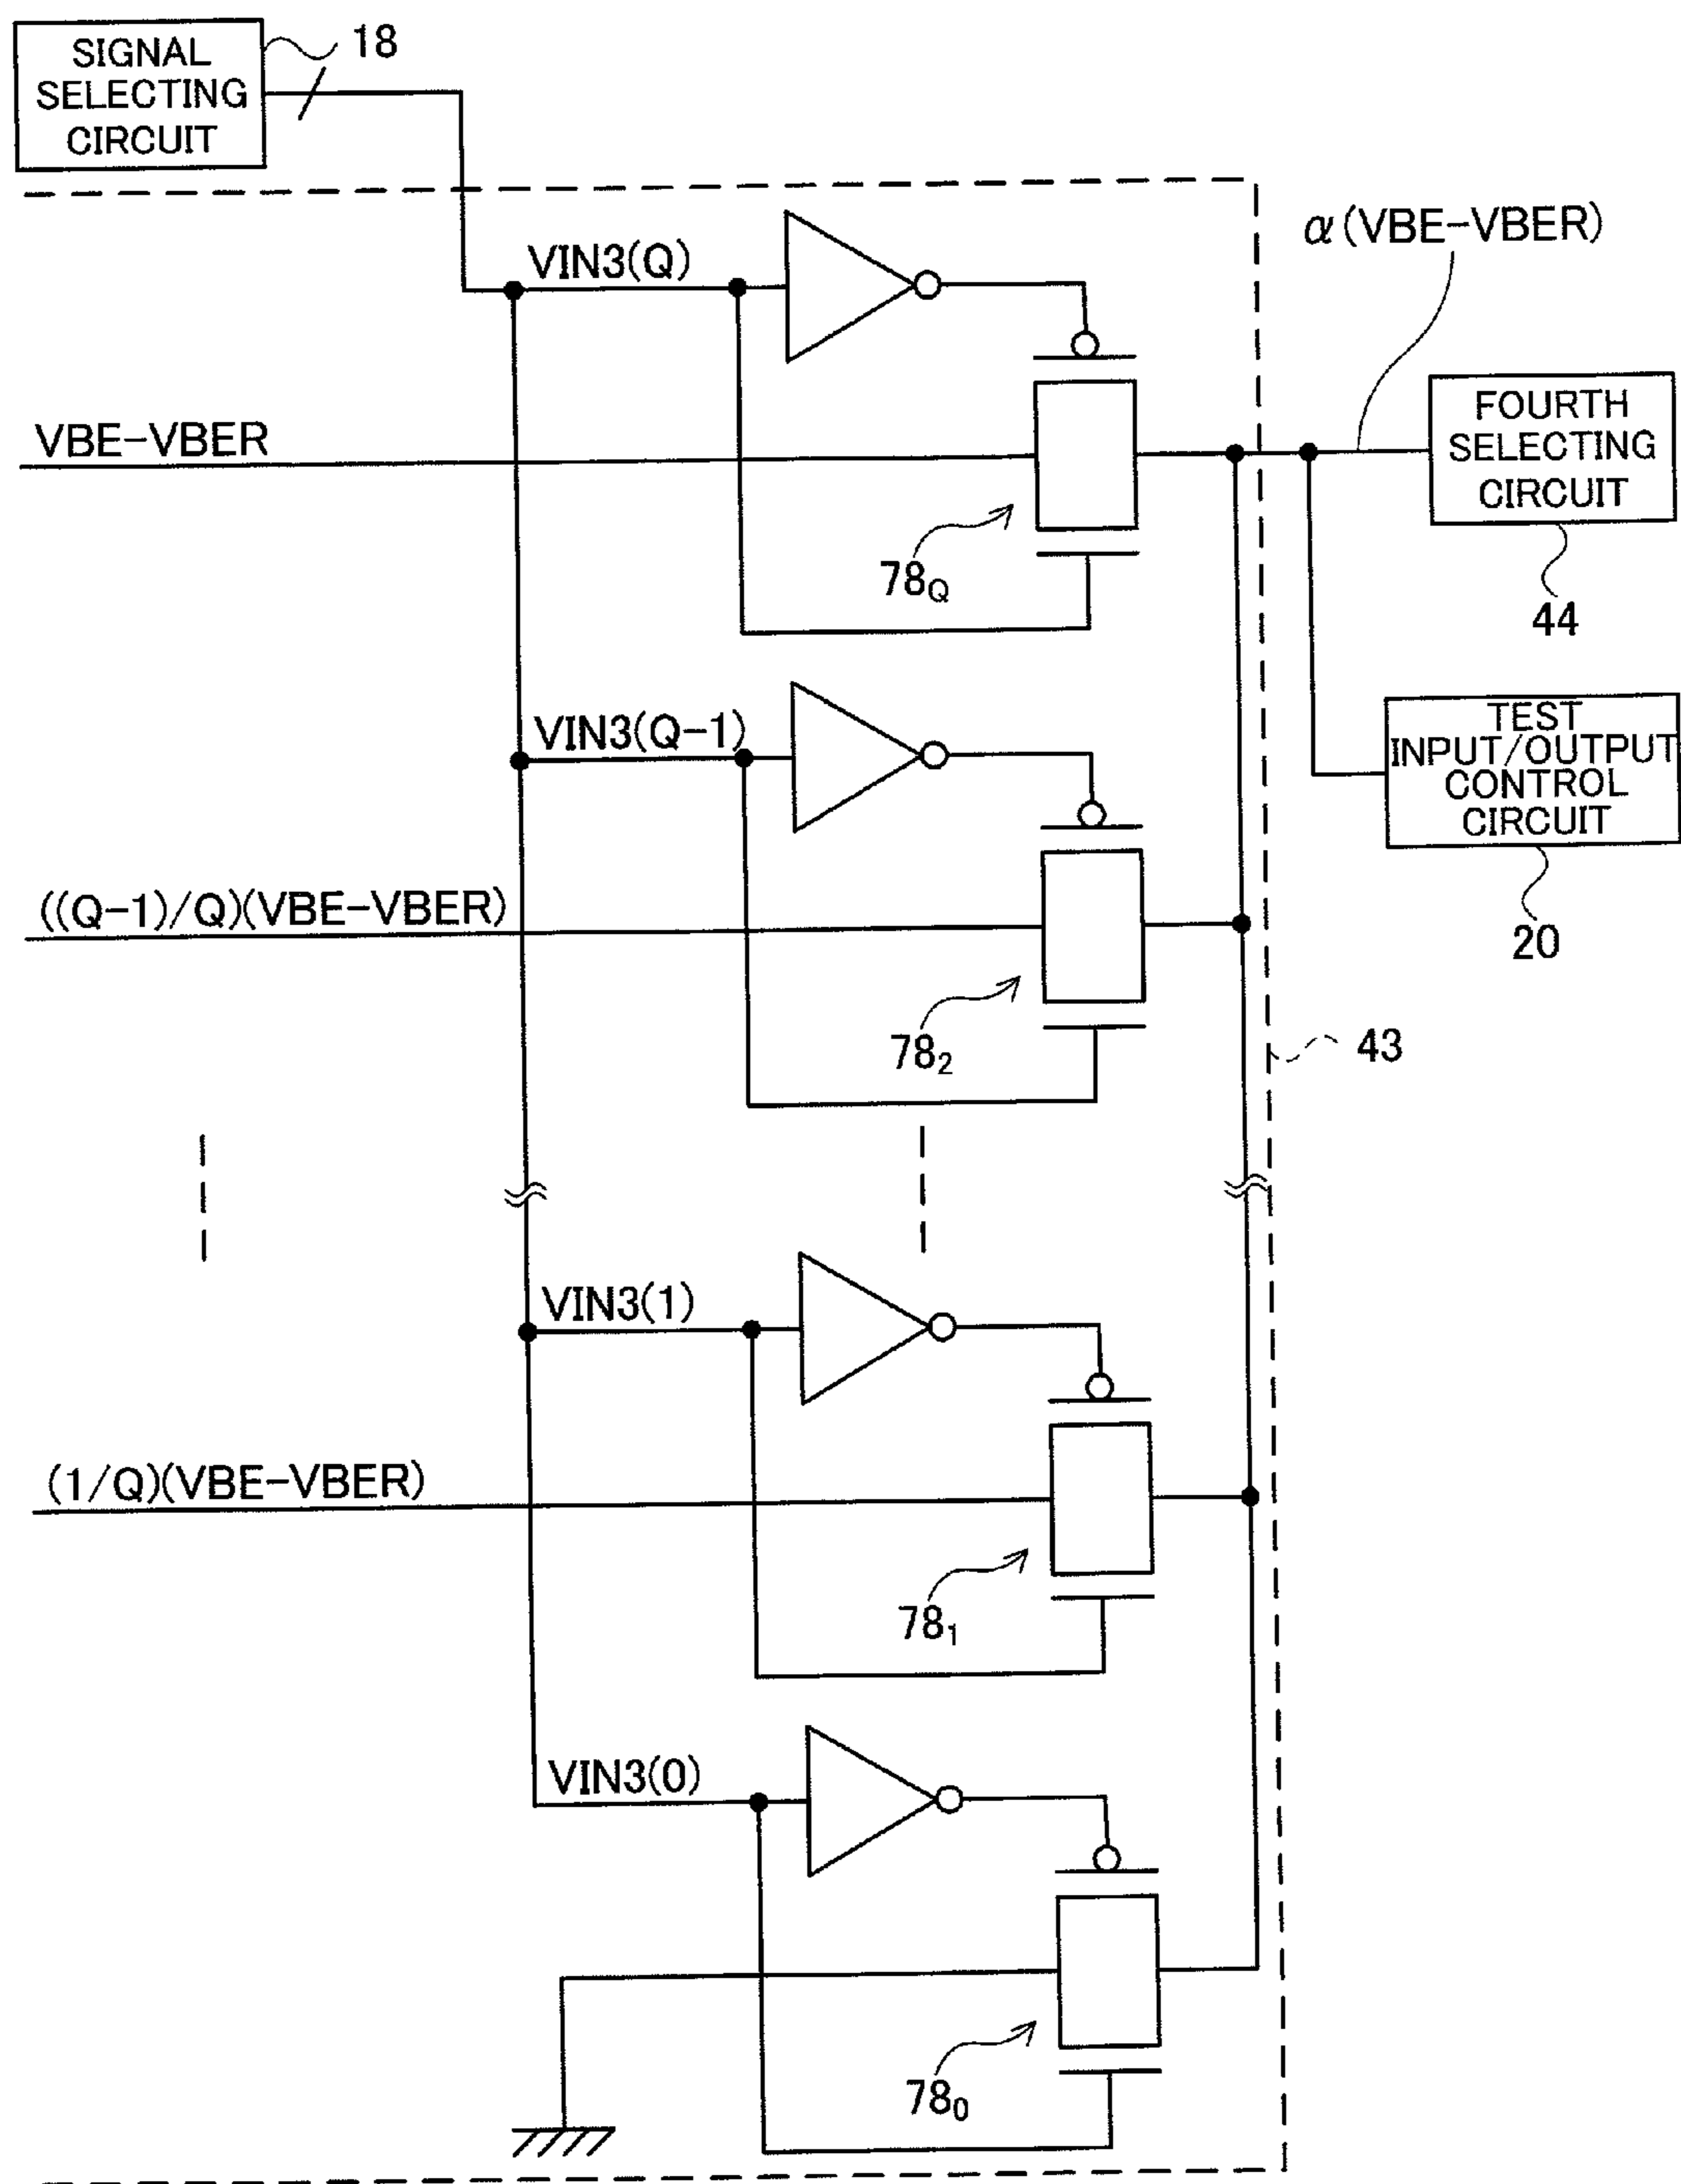 SIGNAL
SELECTING
CIRCUIT
18
VIN3(Q)
α(VBE-VBER)
VBE-VBER
FOURTH
SELECTING
CIRCUIT
44
78Q
VIN3(Q-1)
TEST
INPUT/OUTPUT
CONTROL
CIRCUIT
20
((Q-1)/Q)(VBE-VBER)
782
43
VIN3(1)
(1/Q)(VBE-VBER)
781
VIN3(0)
780